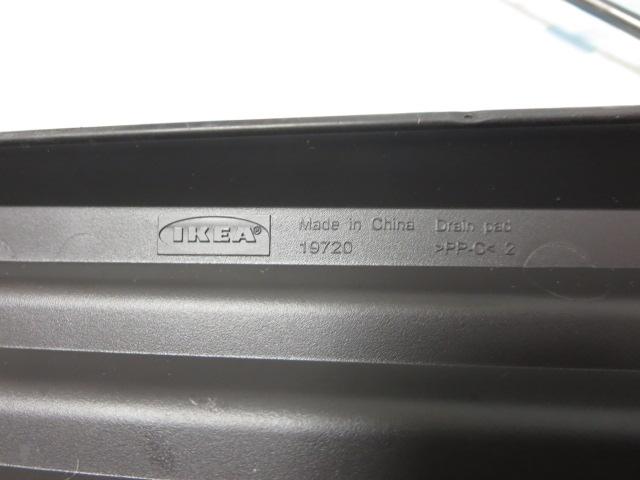 IKEA®
Made in China
19720
Drain pad
>PP-C< 2